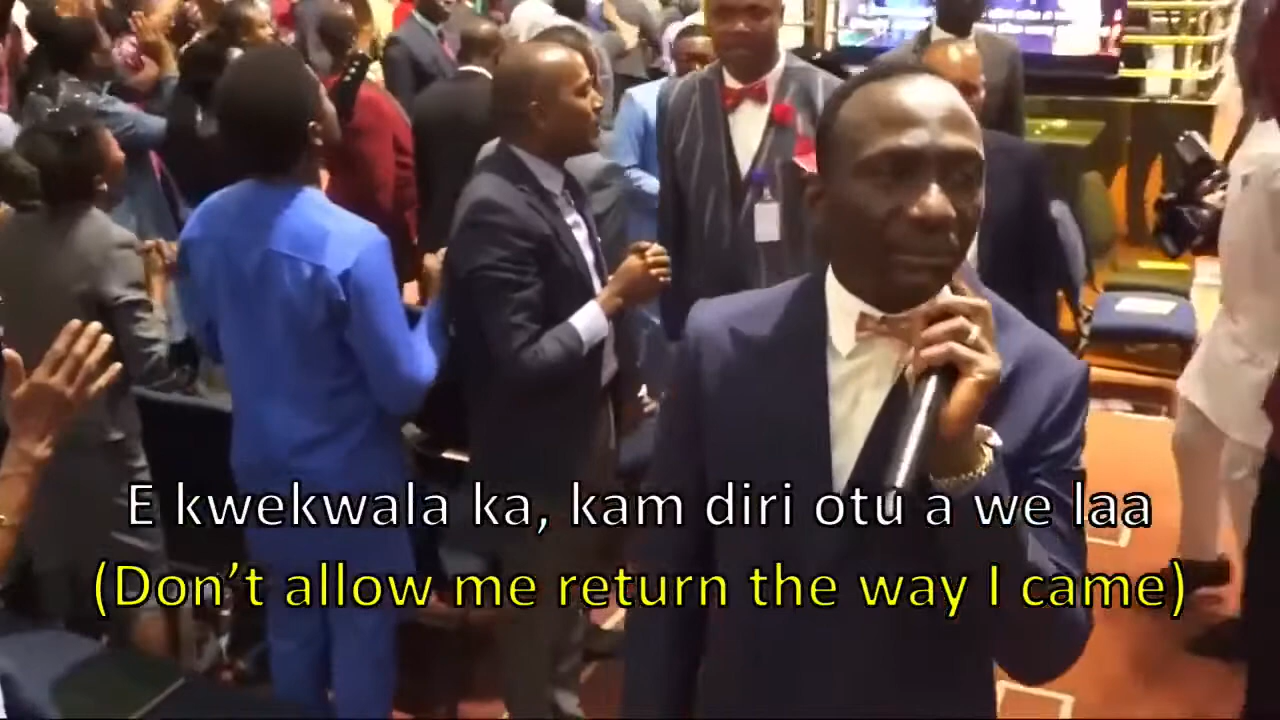 E kwekwala ka, kam diri otu a we laa
(Don't allow me return the way I came)